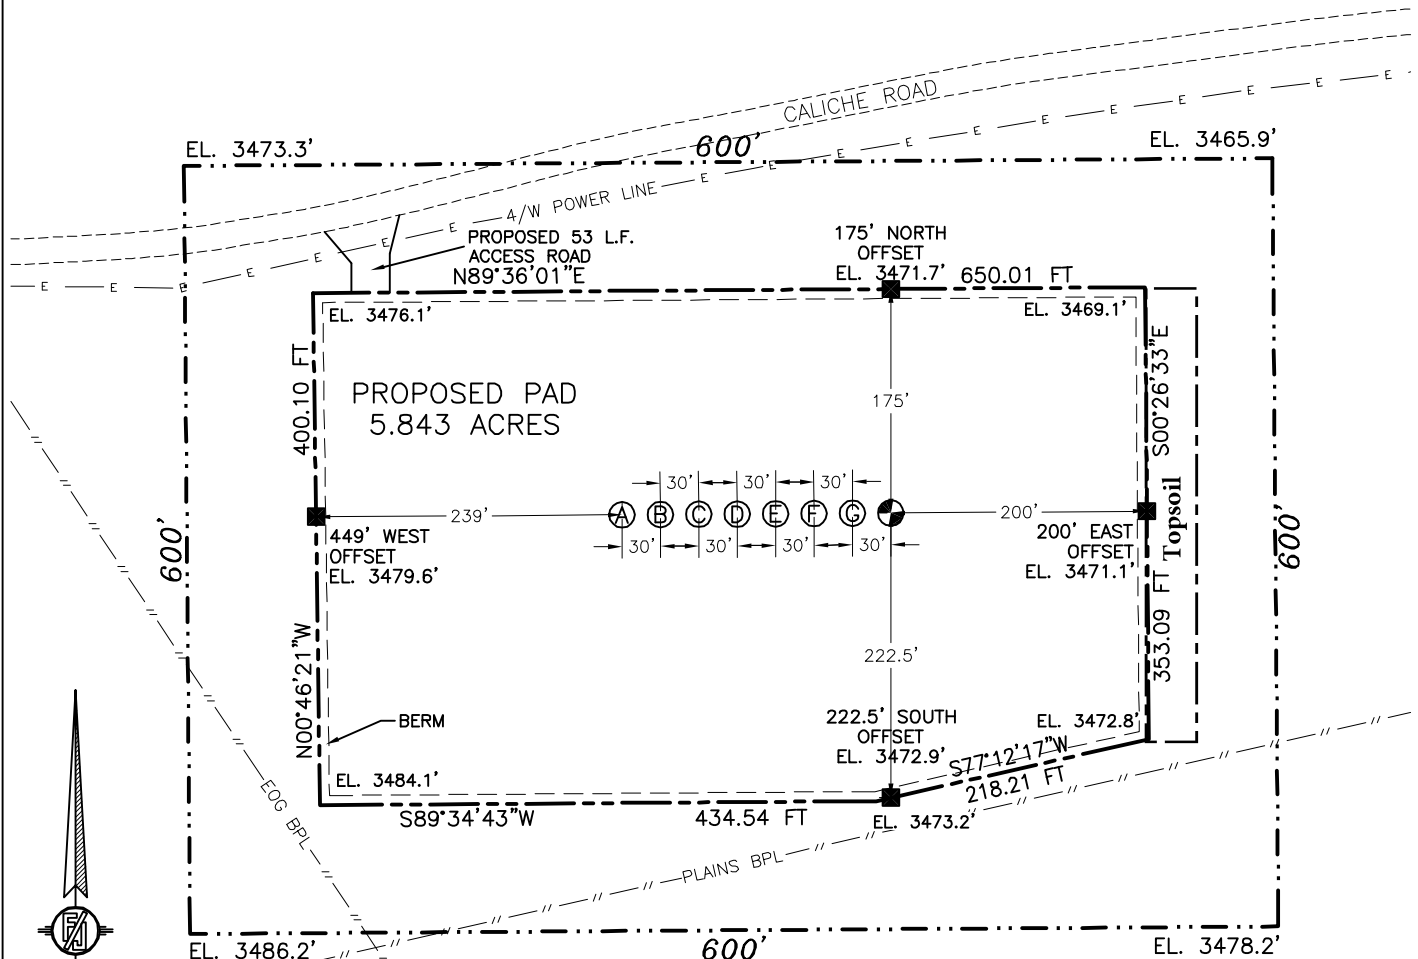 CALICHE ROAD
EL. 3473.3'
600'
EL. 3465.9'
E E E E E E E E E E E E E E E E E
4/W POWER LINE
PROPOSED 53 L.F.
ACCESS ROAD
N89°36'01"E
175' NORTH
OFFSET
EL. 3471.7'
650.01 FT
EL. 3476.1'
EL. 3469.1'
400.10 FT
S00°26'33"E
PROPOSED PAD
5.843 ACRES
175'
30' 30' 30'
239'
A B C D E F G
200'
30' 30' 30' 30'
449' WEST
OFFSET
EL. 3479.6'
200' EAST
OFFSET
EL. 3471.1'
Topsoil
600'
600'
353.09 FT
N00°46'21"W
222.5'
BERM
222.5' SOUTH
OFFSET
EL. 3472.9'
EL. 3472.8'
S77°12'17"W
218.21 FT
EL. 3484.1'
S89°34'43"W
434.54 FT
EL. 3473.2'
EOG BPL
PLAINS BPL
EL. 3486.2'
600'
EL. 3478.2'